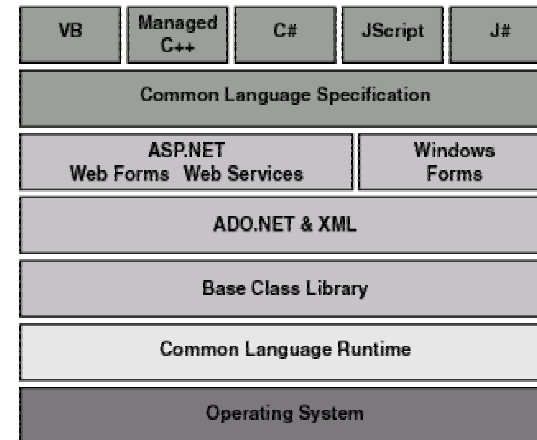 VB
Managed
C++
C#
JScript
J#
Common Language Specification
ASP.NET
Web Forms Web Services
Windows
Forms
ADO.NET & XML
Base Class Library
Common Language Runtime
Operating System